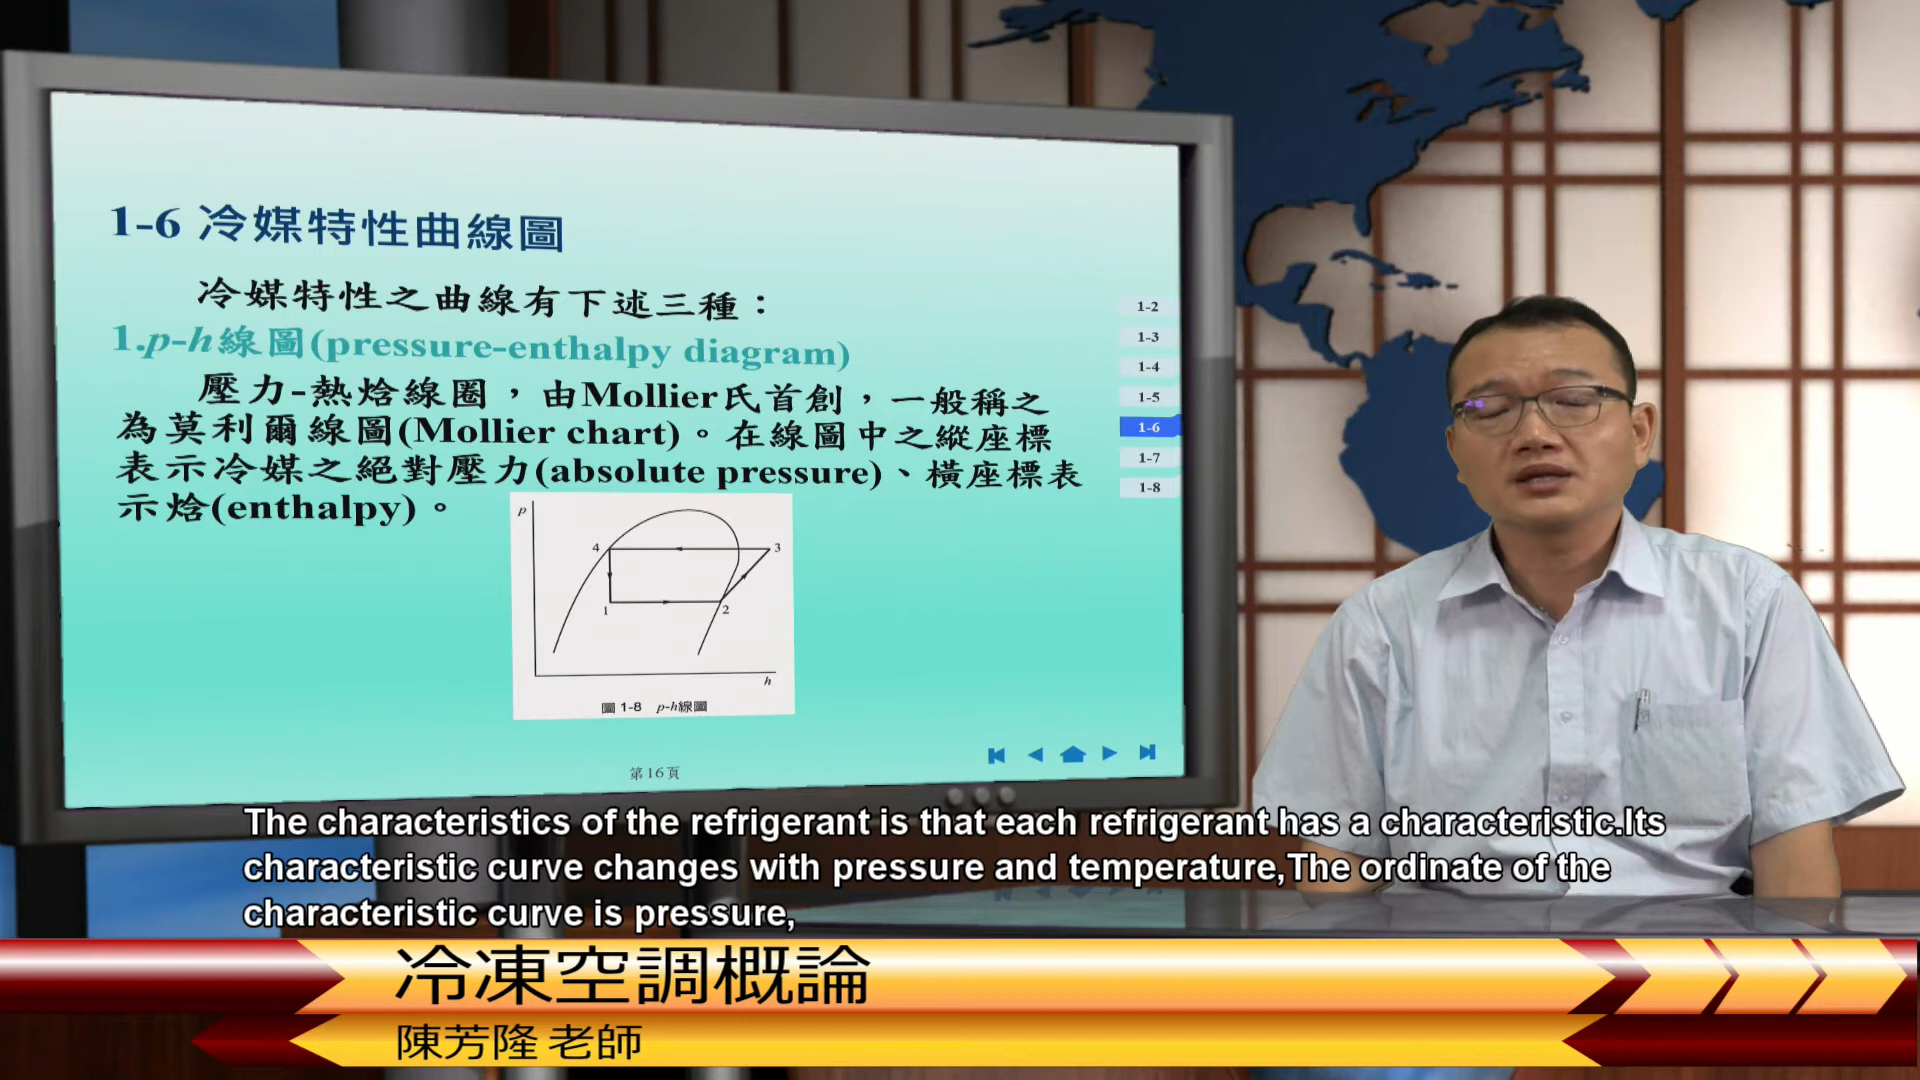 1-6 冷媒特性曲線圖
冷媒特性之曲線有下述三種：
1.p-h線圖(pressure-enthalpy diagram)
壓力-熱焓線圈，由Mollier氏首創，一般稱之
為莫利爾線圖(Mollier chart)。在線圖中之縱座標
表示冷媒之絕對壓力(absolute pressure)、橫座標表
示焓(enthalpy)。
p
4
3
1
2
h
圖 1-8 p-h線圖
第16頁
1-2
1-3
1-4
1-5
1-6
1-7
1-8
The characteristics of the refrigerant is that each refrigerant has a characteristic.Its
characteristic curve changes with pressure and temperature,The ordinate of the
characteristic curve is pressure,
冷凍空調概論
陳芳隆 老師